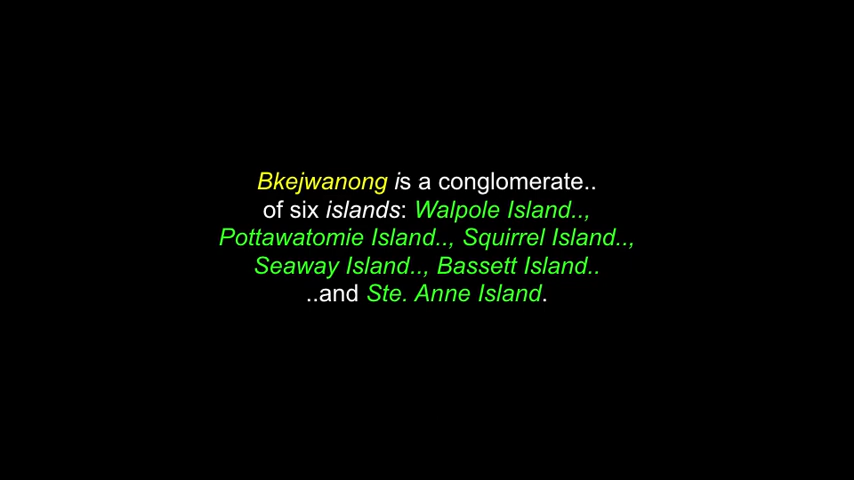 Bkejwanong is a conglomerate..
of six islands: Walpole Island..,
Pottawatomie Island.., Squirrel Island..,
Seaway Island.., Bassett Island..
..and Ste. Anne Island.